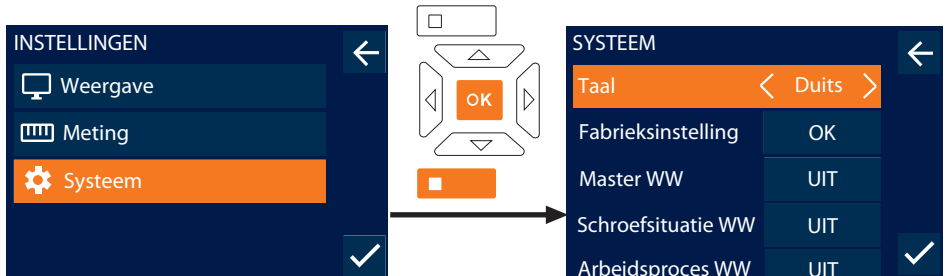 INSTELLINGEN
Weergave
Meting
Systeem
OK
SYSTEEM
Taal Duits
Fabrieksinstelling OK
Master WW UIT
Schroefsituatie WW UIT
Arbeidsproces WW UIT